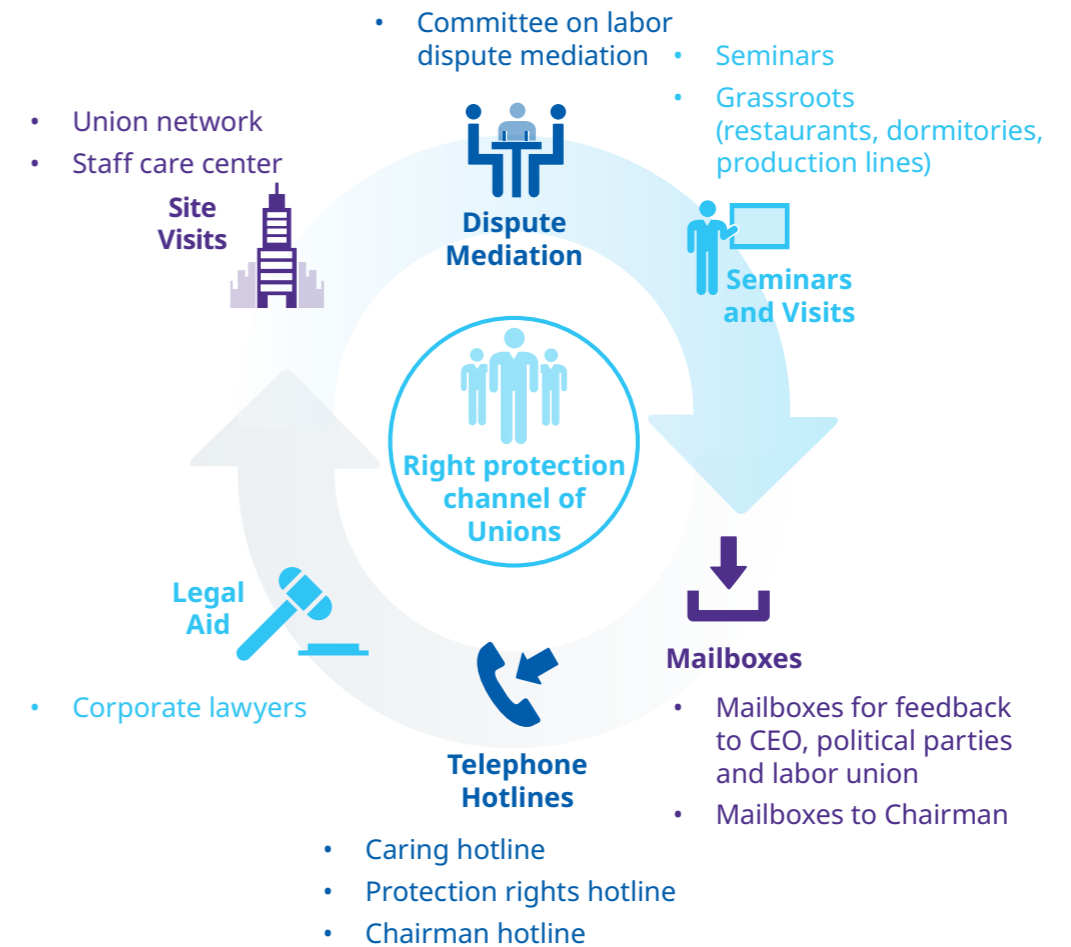 • Committee on labor
dispute mediation
• Seminars
• Grassroots
(restaurants, dormitories,
production lines)
• Union network
• Staff care center
Site
Visits
Dispute
Mediation
Seminars
and Visits
Right protection
channel of
Unions
Legal
Aid
• Corporate lawyers
Mailboxes
• Mailboxes for feedback
to CEO, political parties
and labor union
• Mailboxes to Chairman
Telephone
Hotlines
• Caring hotline
• Protection rights hotline
• Chairman hotline